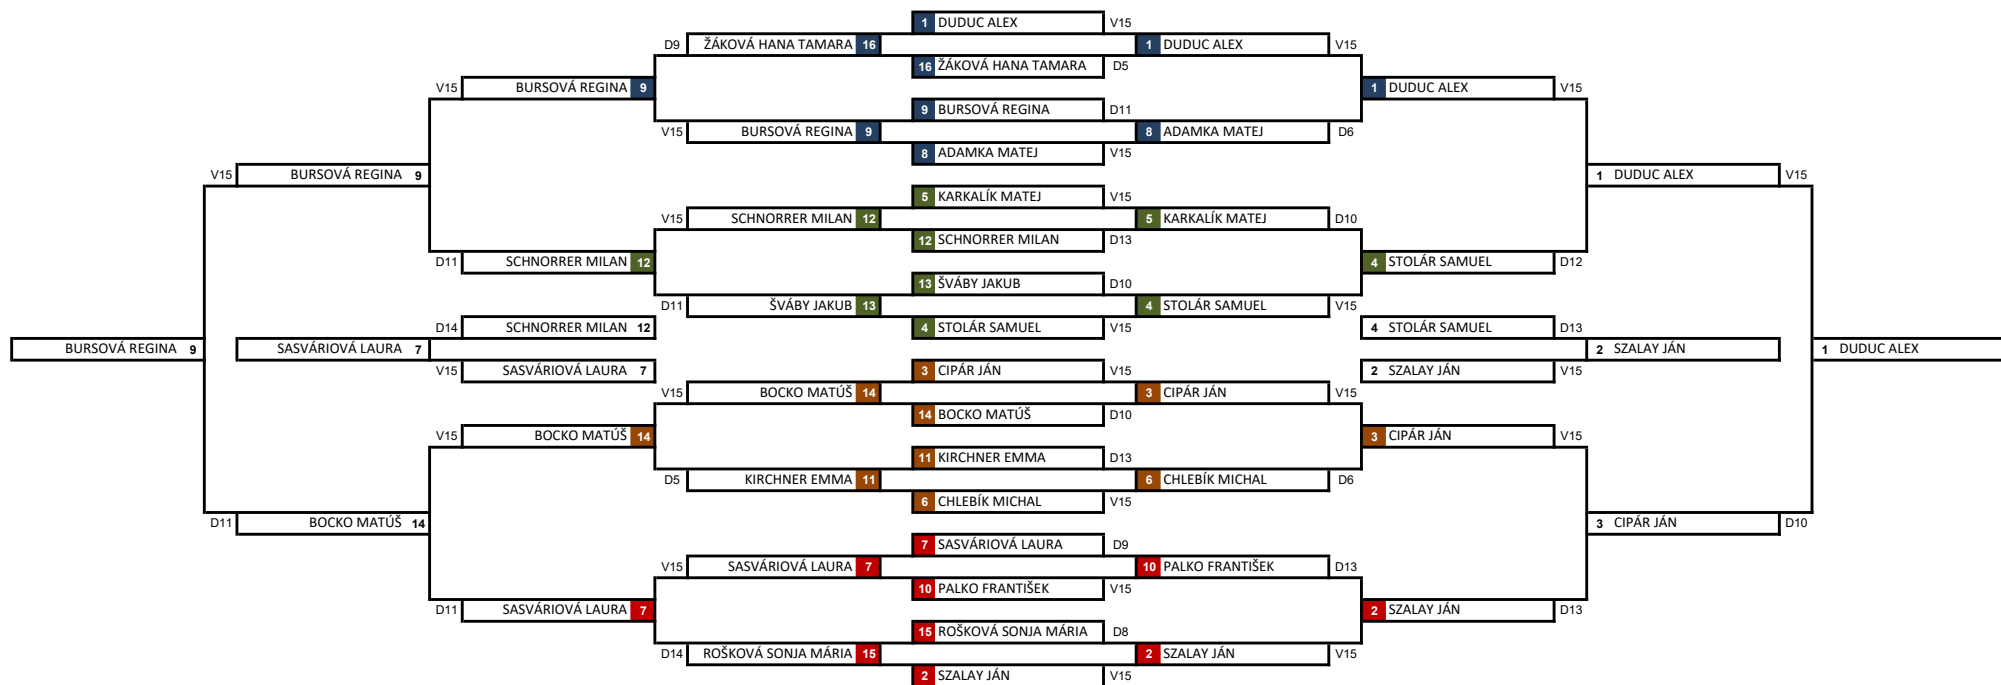 1 DUDUC ALEX V15
D9 ŽÁKOVÁ HANA TAMARA 16 1 DUDUC ALEX V15
16 ŽÁKOVÁ HANA TAMARA D5
V15 BURSOVÁ REGINA 9 1 DUDUC ALEX V15
9 BURSOVÁ REGINA D11
V15 BURSOVÁ REGINA 9 8 ADAMKA MATEJ D6
8 ADAMKA MATEJ V15
V15 BURSOVÁ REGINA 9 1 DUDUC ALEX V15
5 KARKALÍK MATEJ V15
V15 SCHNORRER MILAN 12 5 KARKALÍK MATEJ D10
12 SCHNORRER MILAN D13
D11 SCHNORRER MILAN 12 4 STOLÁR SAMUEL D12
13 ŠVÁBY JAKUB D10
D11 ŠVÁBY JAKUB 13 4 STOLÁR SAMUEL V15
D14 SCHNORRER MILAN 12 4 STOLÁR SAMUEL V15 4 STOLÁR SAMUEL D13
BURSOVÁ REGINA 9 SASVÁRIOVÁ LAURA 7 2 SZALAY JÁN 1 DUDUC ALEX
V15 SASVÁRIOVÁ LAURA 7 3 CIPÁR JÁN V15 2 SZALAY JÁN V15
V15 BOCKO MATÚŠ 14 3 CIPÁR JÁN V15
14 BOCKO MATÚŠ D10
V15 BOCKO MATÚŠ 14 3 CIPÁR JÁN V15
11 KIRCHNER EMMA D13
D5 KIRCHNER EMMA 11 6 CHLEBÍK MICHAL D6
6 CHLEBÍK MICHAL V15
D11 BOCKO MATÚŠ 14 3 CIPÁR JÁN D10
7 SASVÁRIOVÁ LAURA D9
V15 SASVÁRIOVÁ LAURA 7 10 PALKO FRANTIŠEK D13
10 PALKO FRANTIŠEK V15
D11 SASVÁRIOVÁ LAURA 7 2 SZALAY JÁN D13
15 ROŠKOVÁ SONJA MÁRIA D8
D14 ROŠKOVÁ SONJA MÁRIA 15 2 SZALAY JÁN V15
2 SZALAY JÁN V15